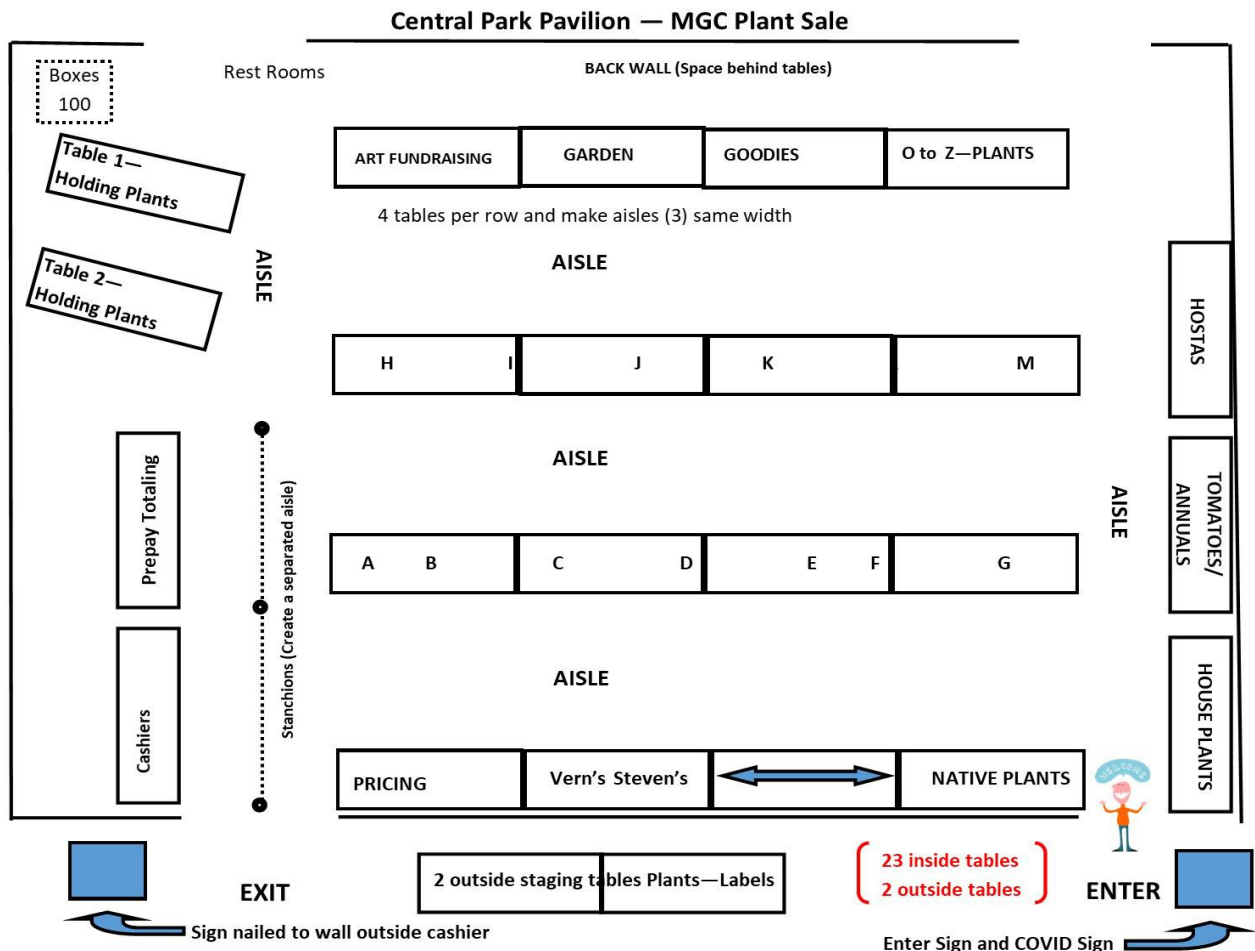 Central Park Pavilion — MGC Plant Sale
Boxes
100
Rest Rooms
BACK WALL (Space behind tables)
Table 1—
Holding Plants
ART FUNDRAISING
GARDEN
GOODIES
O to Z—PLANTS
4 tables per row and make aisles (3) same width
Table 2—
Holding Plants
AISLE
AISLE
HOSTAS
H I J K M
Prepay Totaling
AISLE
AISLE
TOMATOES/
ANNUALS
Stanchions (Create a separated aisle)
A B C D E F G
Cashiers
AISLE
HOUSE PLANTS
PRICING
Vern's Steven's
NATIVE PLANTS
WELCOME
2 outside staging tables Plants—Labels
23 inside tables
2 outside tables
EXIT
ENTER
Sign nailed to wall outside cashier
Enter Sign and COVID Sign